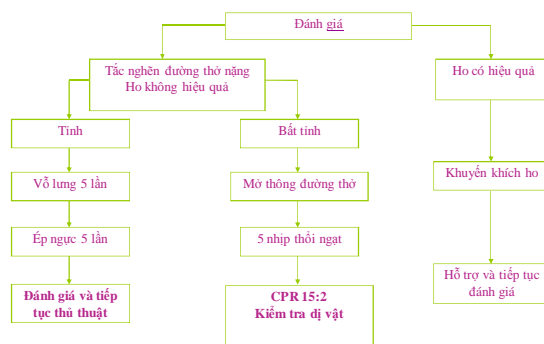 Đánh giá
Tắc nghẽn đường thở nặng
Ho không hiệu quả
Ho có hiệu quả
Tỉnh
Bất tỉnh
Vỗ lưng 5 lần
Mở thông đường thở
Khuyến khích ho
Ép ngực 5 lần
5 nhịp thổi ngạt
Hỗ trợ và tiếp tục
đánh giá
Đánh giá và tiếp
tục thủ thuật
CPR 15:2
Kiểm tra dị vật